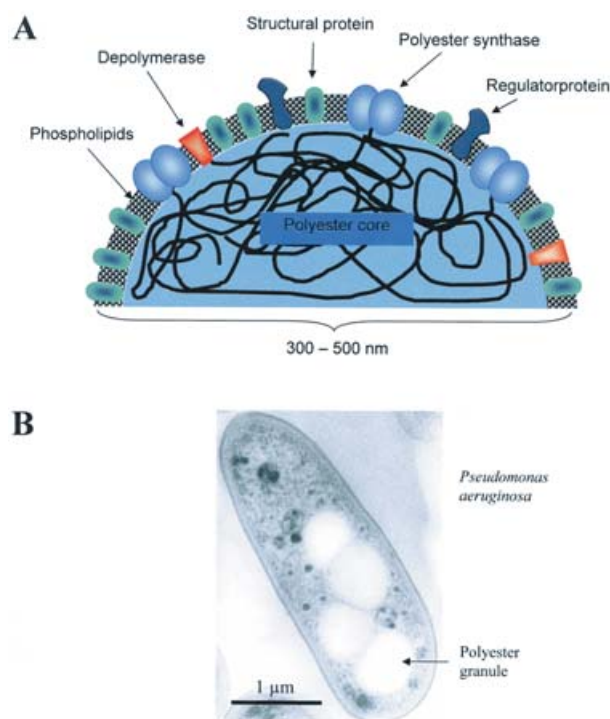 A
Structural protein
Polyester synthase
Depolymerase
Regulatorprotein
Phospholipids
Polyester core
300 – 500 nm
B
Pseudomonas
aeruginosa
Polyester
granule
1 µm